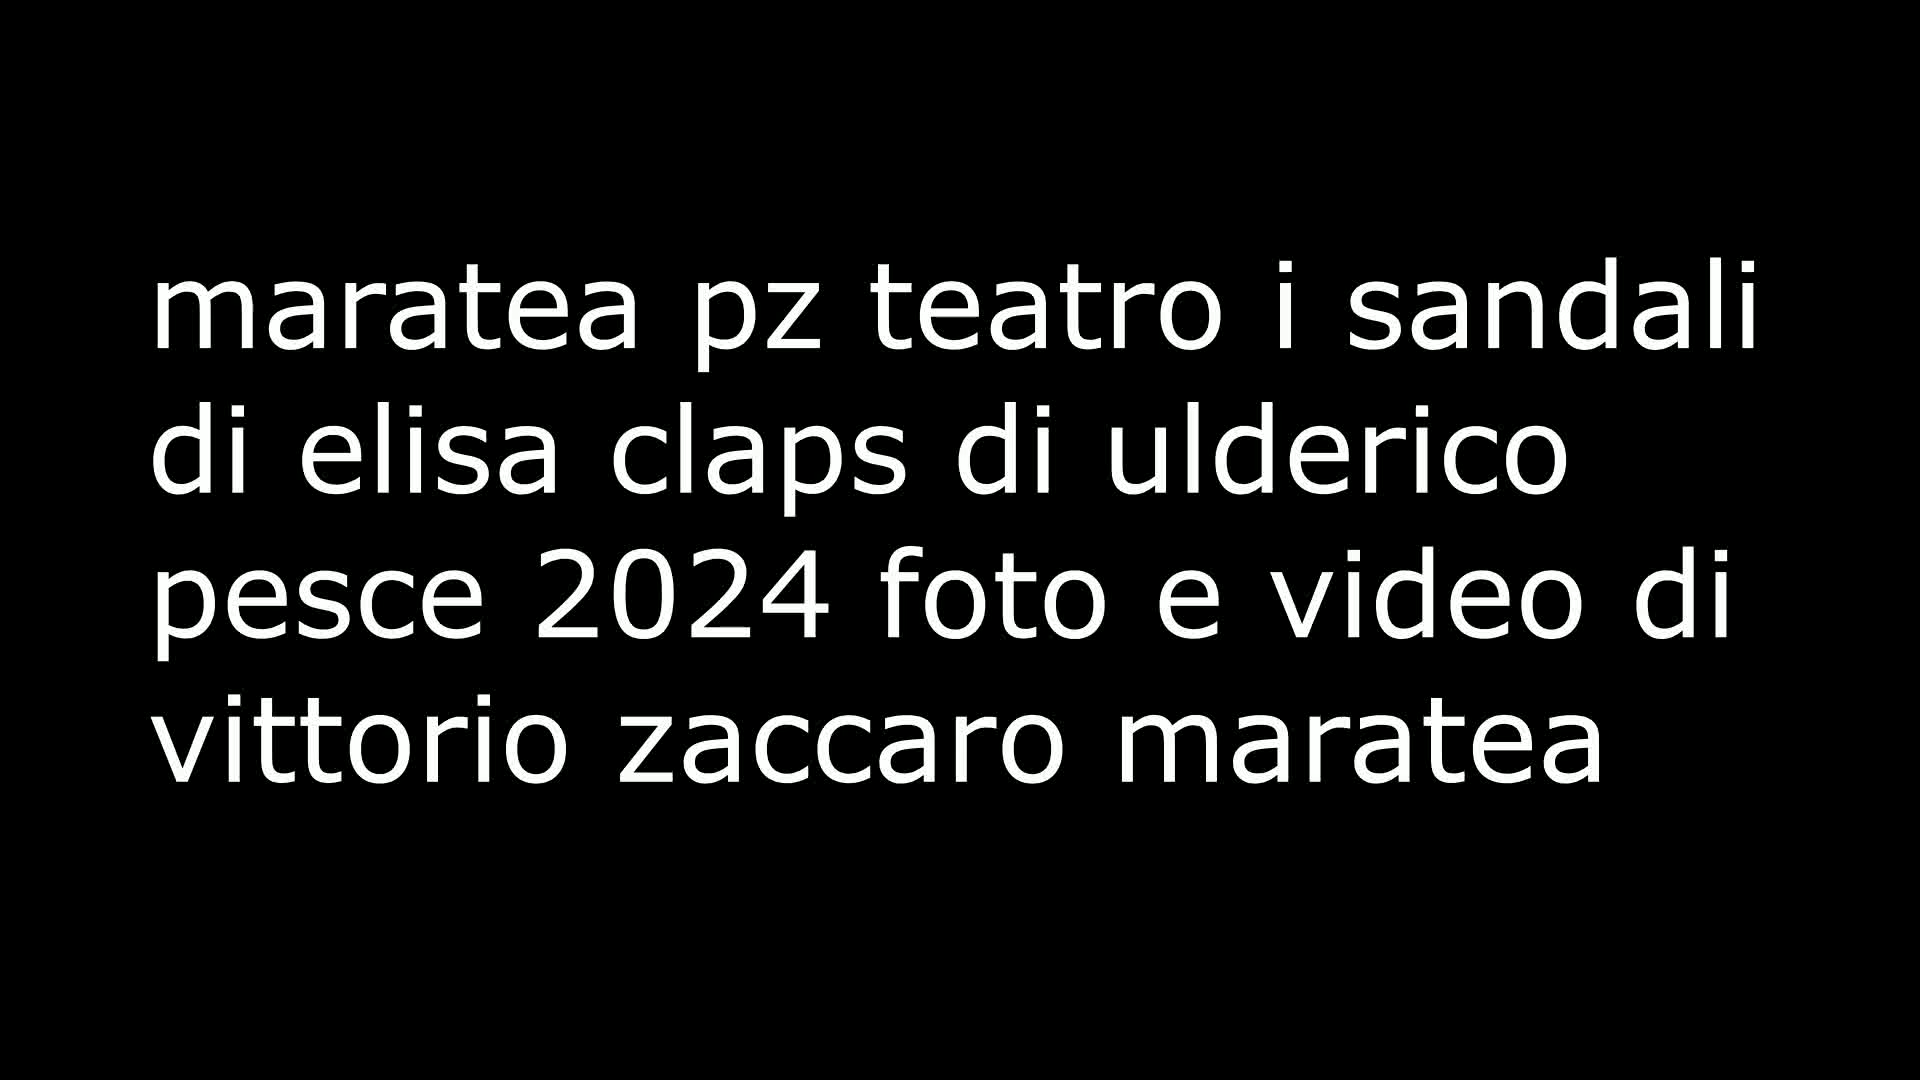 maratea pz teatro i sandali
di elisa claps di ulderico
pesce 2024 foto e video di
vittorio zaccaro maratea